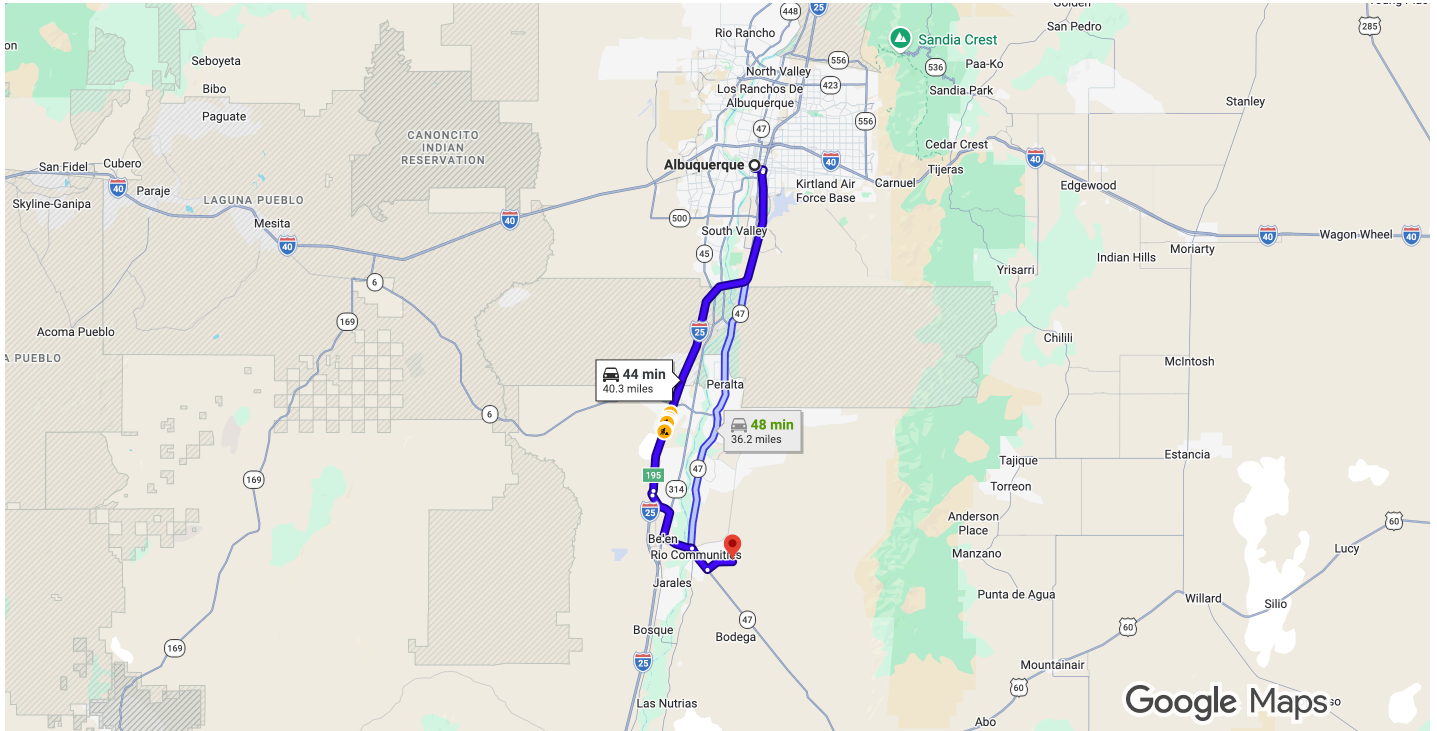 Golden
448
25
285
Rio Rancho
San Pedro
on
Sandia Crest
Seboyeta
556
536
Paa-Ko
North Valley
Bibo
423
Los Ranchos De
Albuquerque
Sandia Park
Stanley
Paguate
556
47
CANONCITO
INDIAN
RESERVATION
Cedar Crest
San Fidel
Cubero
Albuquerque
40
40
Tijeras
40
Paraje
Kirtland Air
Force Base
Carnuel
Edgewood
Skyline-Ganipa
LAGUNA PUEBLO
500
40
Mesita
South Valley
40
40
Wagon Wheel
40
45
Moriarty
Indian Hills
Yrisarri
6
47
169
25
Acoma Pueblo
Chilili
A PUEBLO
McIntosh
44 min
40.3 miles
Peralta
6
48 min
36.2 miles
Estancia
Tajique
47
195
169
314
Torreon
25
Anderson
Place
60
Belen
Rio Communities
Manzano
Lucy
Jarales
Punta de Agua
Willard
Silio
47
60
Bosque
Bodega
169
25
Mountainair
60
Las Nutrias
Abo
Google Maps
so